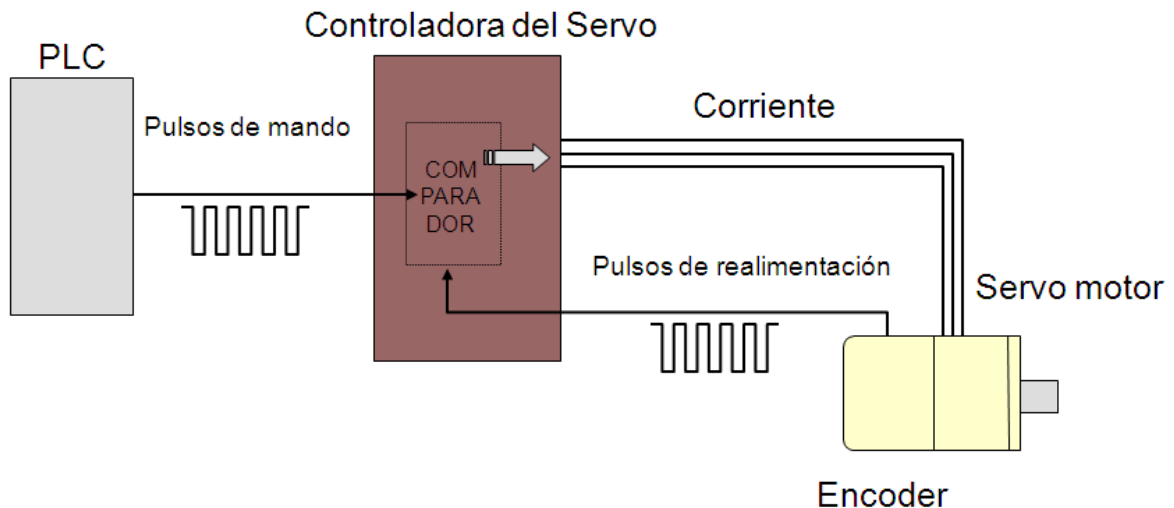 Controladora del Servo
PLC
Corriente
Pulsos de mando
COM
PARA
DOR
Pulsos de realimentación
Servo motor
Encoder